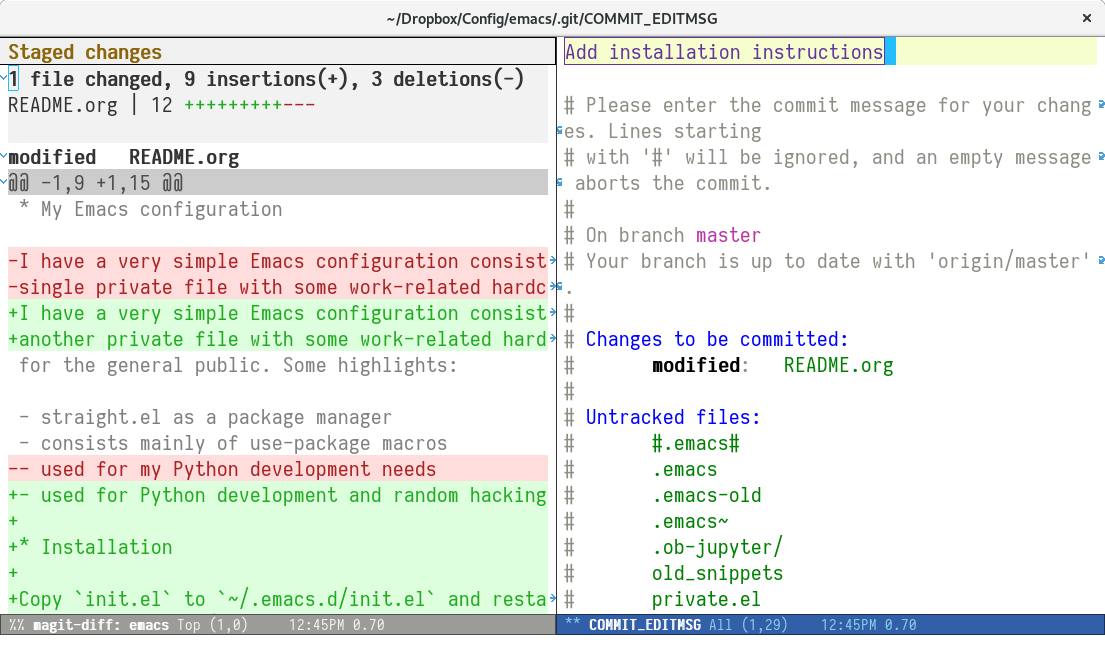 ~/Dropbox/Config/emacs/.git/COMMIT_EDITMSG ×
Staged changes
1 file changed, 9 insertions(+), 3 deletions(-)
README.org | 12 +++++++++---
modified   README.org
@@ -1,9 +1,15 @@
 * My Emacs configuration
-I have a very simple Emacs configuration consist
-single private file with some work-related hardc
+I have a very simple Emacs configuration consist
+another private file with some work-related hard
 for the general public. Some highlights:
 - straight.el as a package manager
 - consists mainly of use-package macros
-- used for my Python development needs
+- used for Python development and random hacking
+
+* Installation
+
+Copy `init.el` to `~/.emacs.d/init.el` and resta
%% magit-diff: emacs Top (1,0)     12:45PM 0.70
Add installation instructions
# Please enter the commit message for your chang
es. Lines starting
# with '#' will be ignored, and an empty message
 aborts the commit.
#
# On branch master
# Your branch is up to date with 'origin/master'
.
#
# Changes to be committed:
#       modified:   README.org
#
# Untracked files:
#       #.emacs#
#       .emacs
#       .emacs-old
#       .emacs~
#       .ob-jupyter/
#       old_snippets
#       private.el
** COMMIT_EDITMSG All (1,29)    12:45PM 0.70